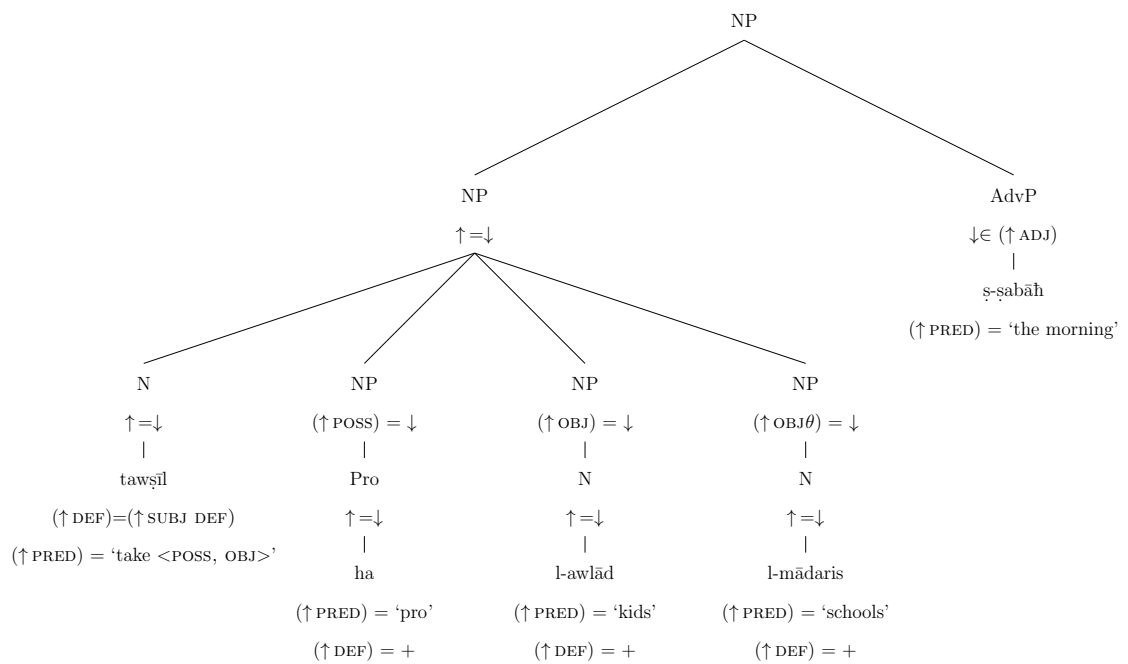 NP
NP AdvP
↑=↓ ↓∈ (↑ ADJ)
ṣ-ṣabāħ
(↑ PRED) = ‘the morning’
N NP NP NP
↑=↓ (↑ POSS) = ↓ (↑ OBJ) = ↓ (↑ OBJθ) = ↓
tawṣīl Pro N N
(↑ DEF)=(↑ SUBJ DEF) ↑=↓ ↑=↓ ↑=↓
(↑ PRED) = ‘take <POSS, OBJ>’
ha l-awlād l-mādaris
(↑ PRED) = ‘pro’ (↑ PRED) = ‘kids’ (↑ PRED) = ‘schools’
(↑ DEF) = + (↑ DEF) = + (↑ DEF) = +